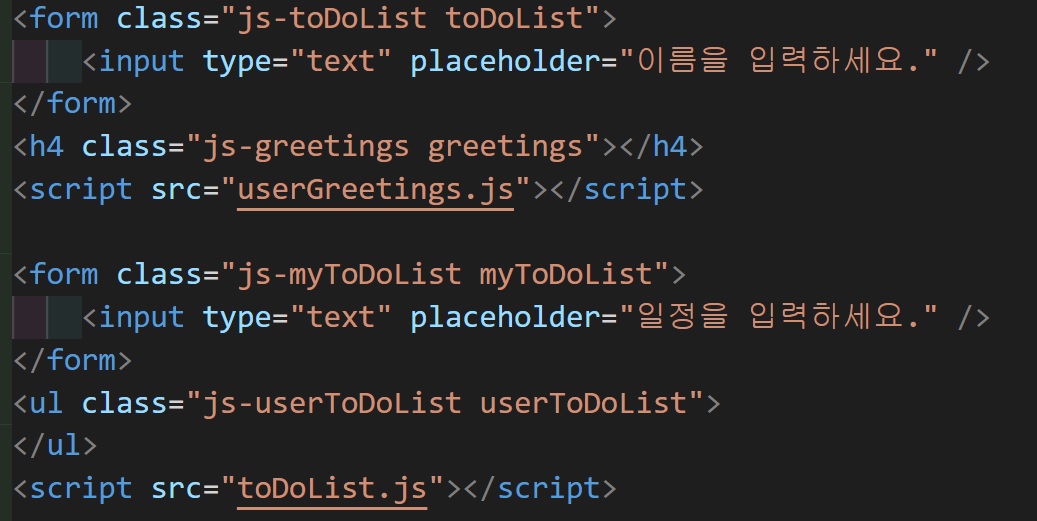 <form class="js-toDoList toDoList">
<input type="text" placeholder="이름을 입력하세요." />
</form>
<h4 class="js-greetings greetings"></h4>
<script src="userGreetings.js"></script>
<form class="js-myToDoList myToDoList">
<input type="text" placeholder="일정을 입력하세요." />
</form>
<ul class="js-userToDoList userToDoList">
</ul>
<script src="toDoList.js"></script>